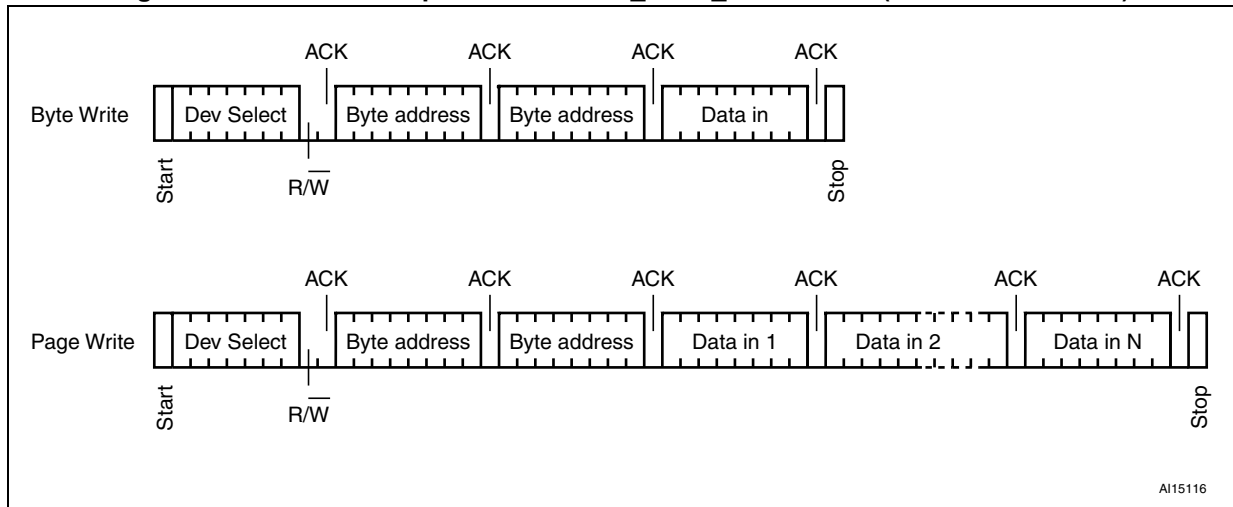 ACK ACK ACK ACK
Byte Write Dev Select Byte address Byte address Data in
Start R/W Stop
ACK ACK ACK ACK ACK ACK
Page Write Dev Select Byte address Byte address Data in 1 Data in 2 Data in N
Start R/W Stop
AI15116